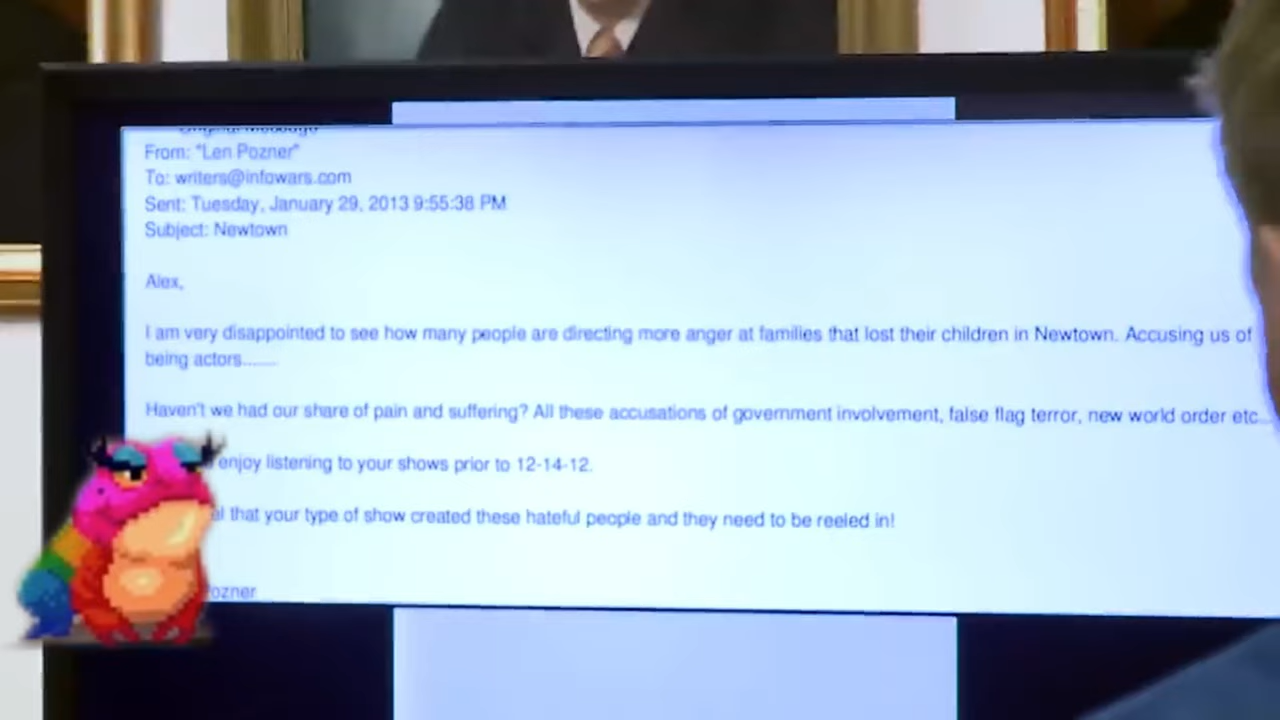 From: "Len Pozner"
To: writers@infowars.com
Sent: Tuesday, January 29, 2013 9:55:38 PM
Subject: Newtown
Alex,
I am very disappointed to see how many people are directing more anger at families that lost their children in Newtown. Accusing us of
being actors.......
Haven't we had our share of pain and suffering? All these accusations of government involvement, false flag terror, new world order etc...
enjoy listening to your shows prior to 12-14-12.
that your type of show created these hateful people and they need to be reeled in!
ozner